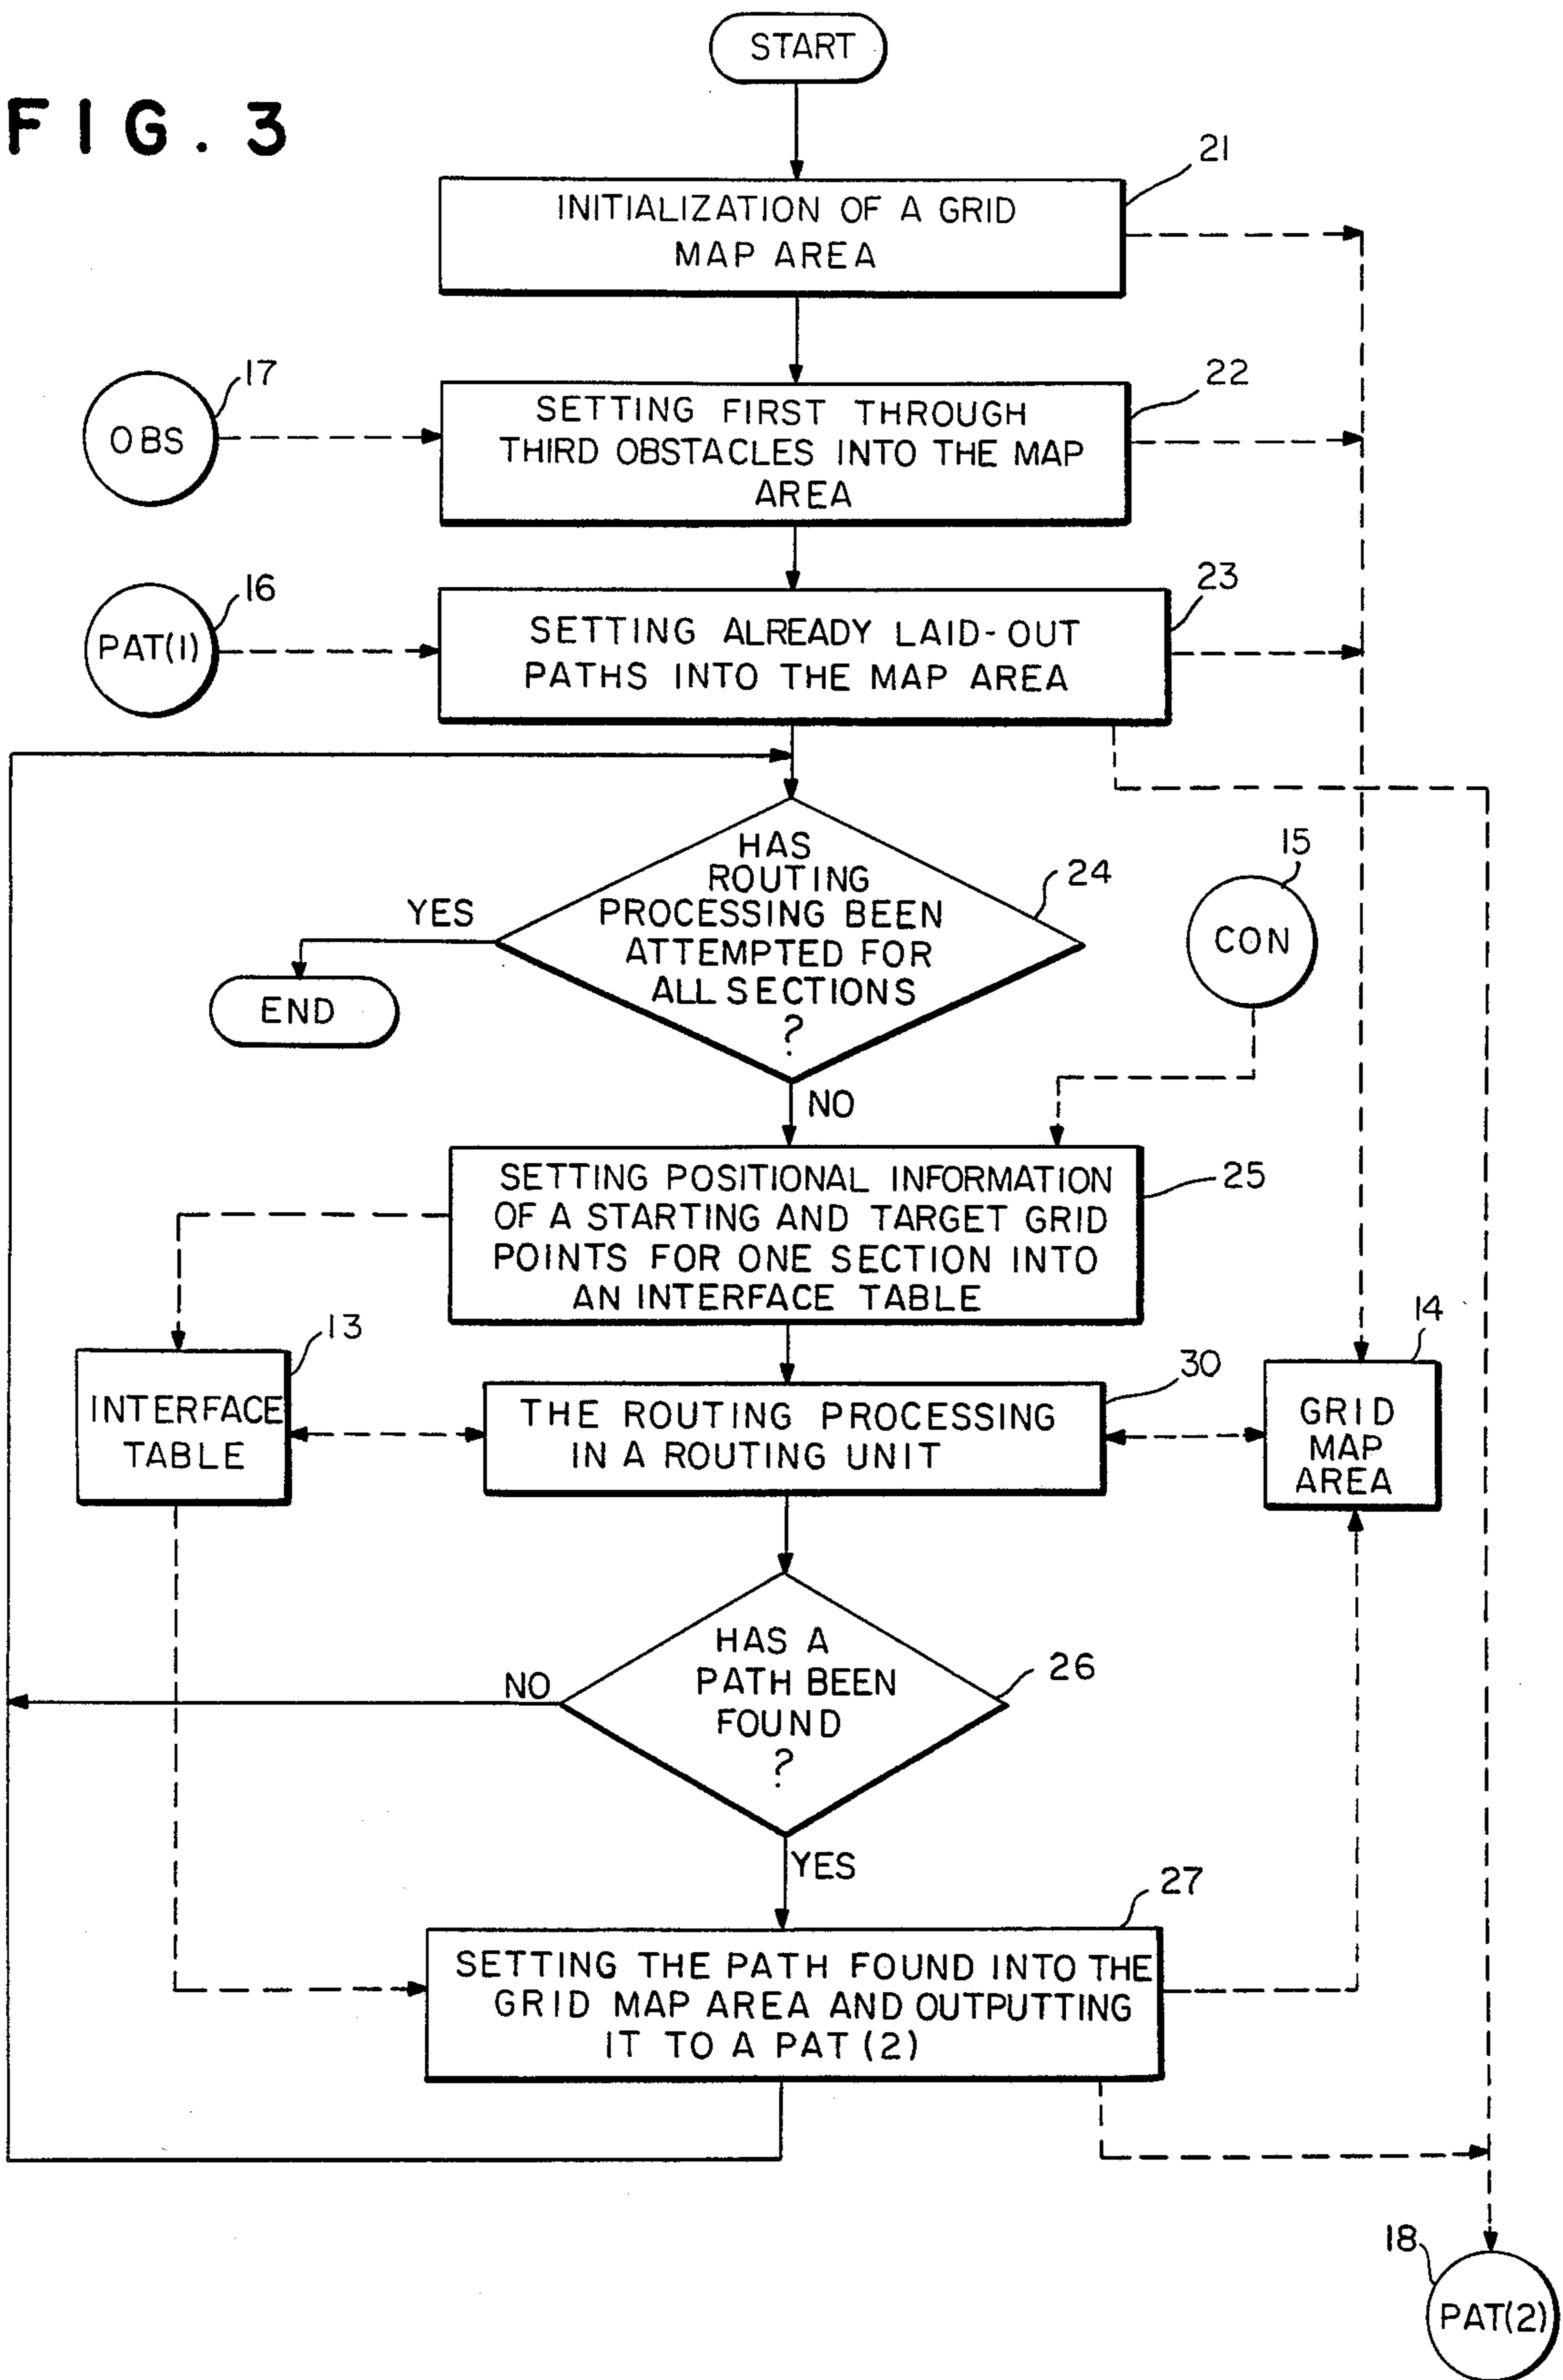 START
FIG. 3
21
INITIALIZATION OF A GRID
MAP AREA
17
OBS
22
SETTING FIRST THROUGH
THIRD OBSTACLES INTO THE MAP
AREA
16
PAT(1)
23
SETTING ALREADY LAID-OUT
PATHS INTO THE MAP AREA
24
HAS
ROUTING
PROCESSING BEEN
ATTEMPTED FOR
ALL SECTIONS
?
YES
END
15
CON
NO
25
SETTING POSITIONAL INFORMATION
OF A STARTING AND TARGET GRID
POINTS FOR ONE SECTION INTO
AN INTERFACE TABLE
13
INTERFACE
TABLE
30
THE ROUTING PROCESSING
IN A ROUTING UNIT
14
GRID
MAP
AREA
26
HAS A
PATH BEEN
FOUND
?
NO
YES
27
SETTING THE PATH FOUND INTO THE
GRID MAP AREA AND OUTPUTTING
IT TO A PAT (2)
18
PAT(2)